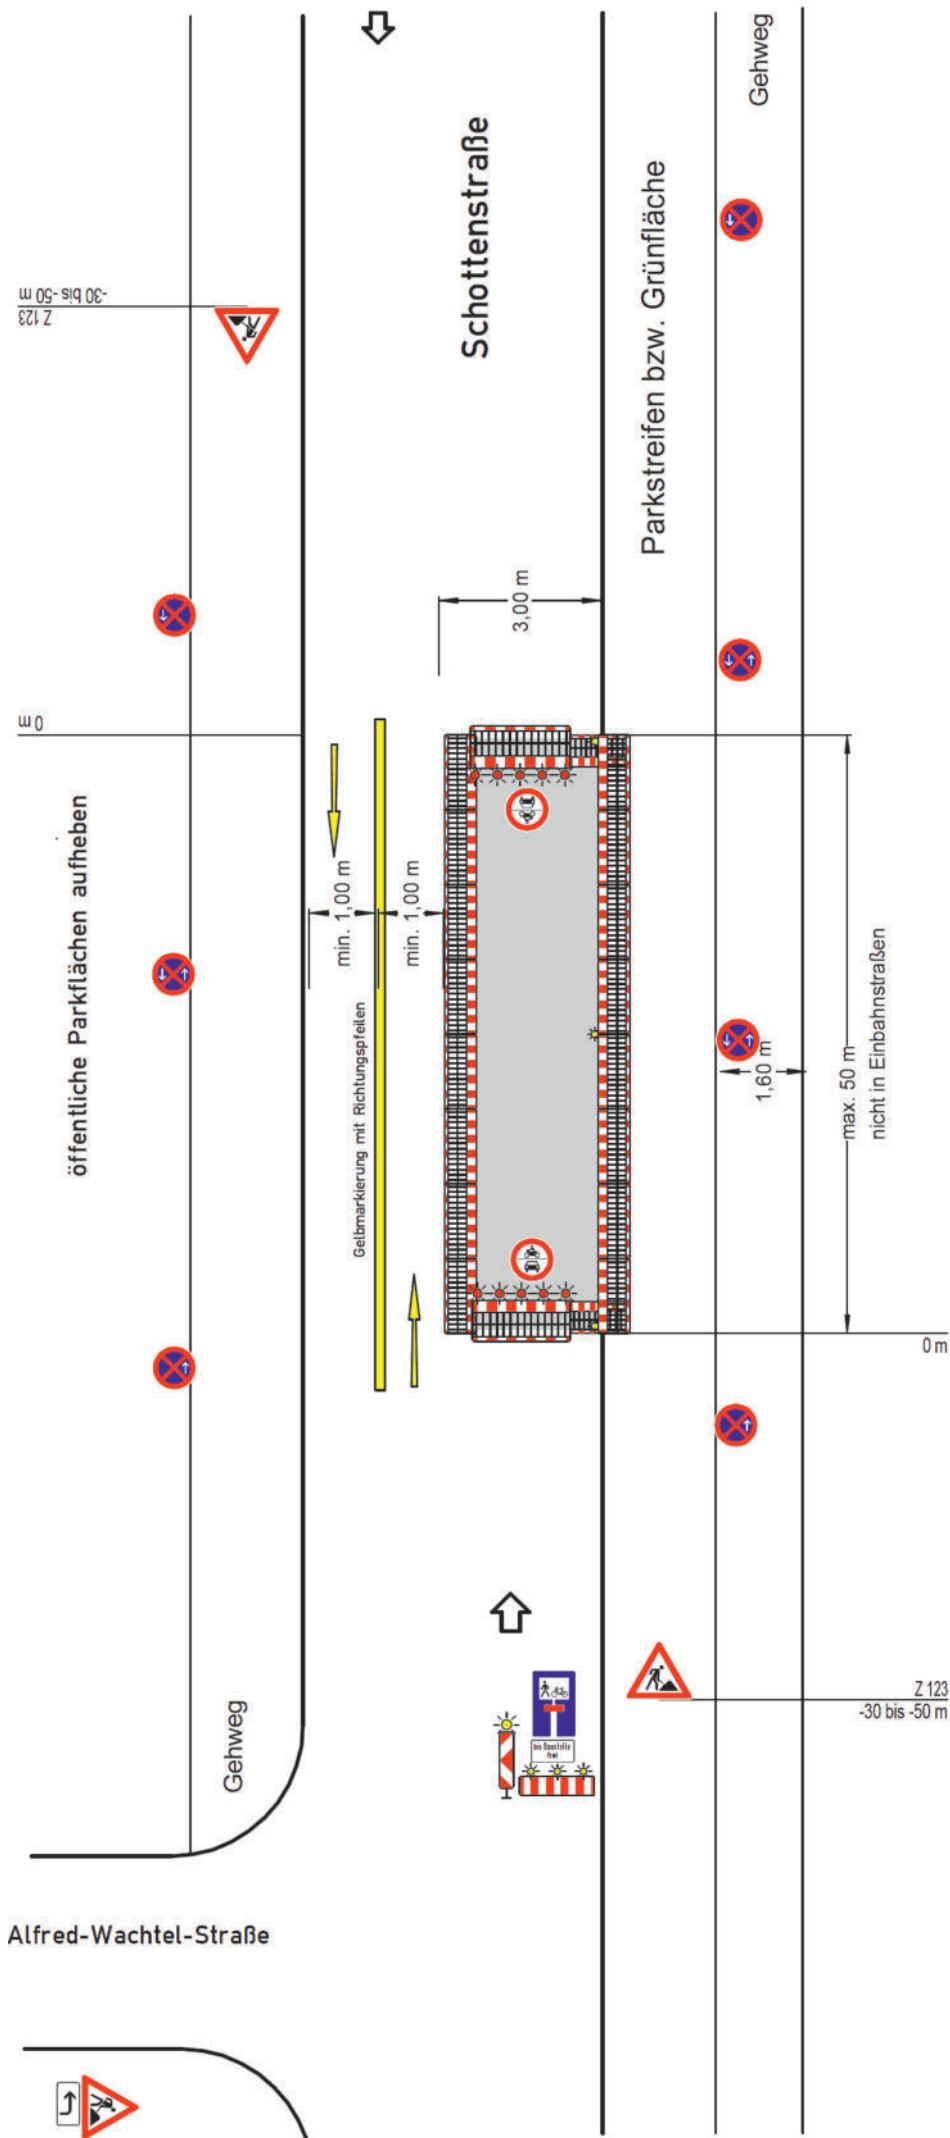 Gehweg
Schottenstraße
Parkstreifen bzw. Grünfläche
Z 123
-30 bis -50 m
3,00 m
0 m
öffentliche Parkflächen aufheben
min. 1,00 m
min. 1,00 m
Gelbmarkierung mit Richtungspfeilen
1,60 m
max. 50 m
nicht in Einbahnstraßen
0 m
bis Baustelle
frei
Z 123
-30 bis -50 m
Gehweg
Alfred-Wachtel-Straße